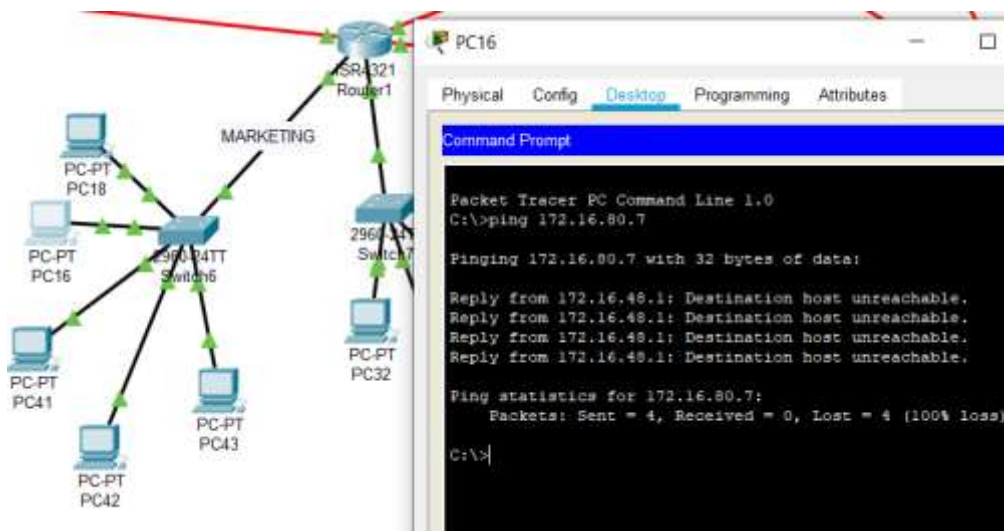 PC16
Physical Config Desktop Programming Attributes
Command Prompt
Packet Tracer PC Command Line 1.0
C:\>ping 172.16.80.7
Pinging 172.16.80.7 with 32 bytes of data:
Reply from 172.16.48.1: Destination host unreachable.
Reply from 172.16.48.1: Destination host unreachable.
Reply from 172.16.48.1: Destination host unreachable.
Reply from 172.16.48.1: Destination host unreachable.
Ping statistics for 172.16.80.7:
Packets: Sent = 4, Received = 0, Lost = 4 (100% loss)
C:\>
Router1
MARKETING
PC-PT
PC18
PC-PT
PC16
2960-24TT
Switch6
PC-PT
PC41
PC-PT
PC42
PC-PT
PC43
PC-PT
PC32